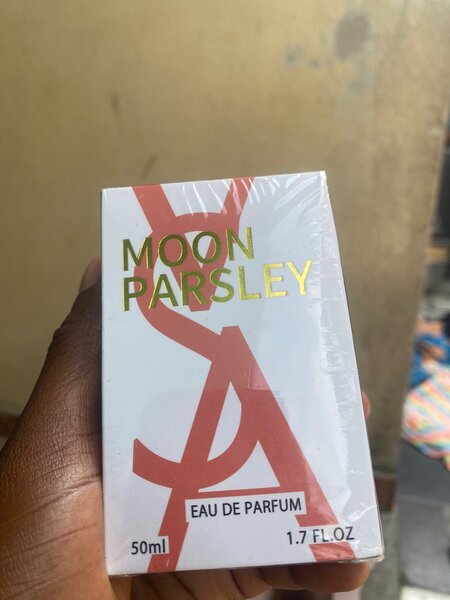 MOON
PARSLEY
EAU DE PARFUM
50ml
1.7 FL.OZ